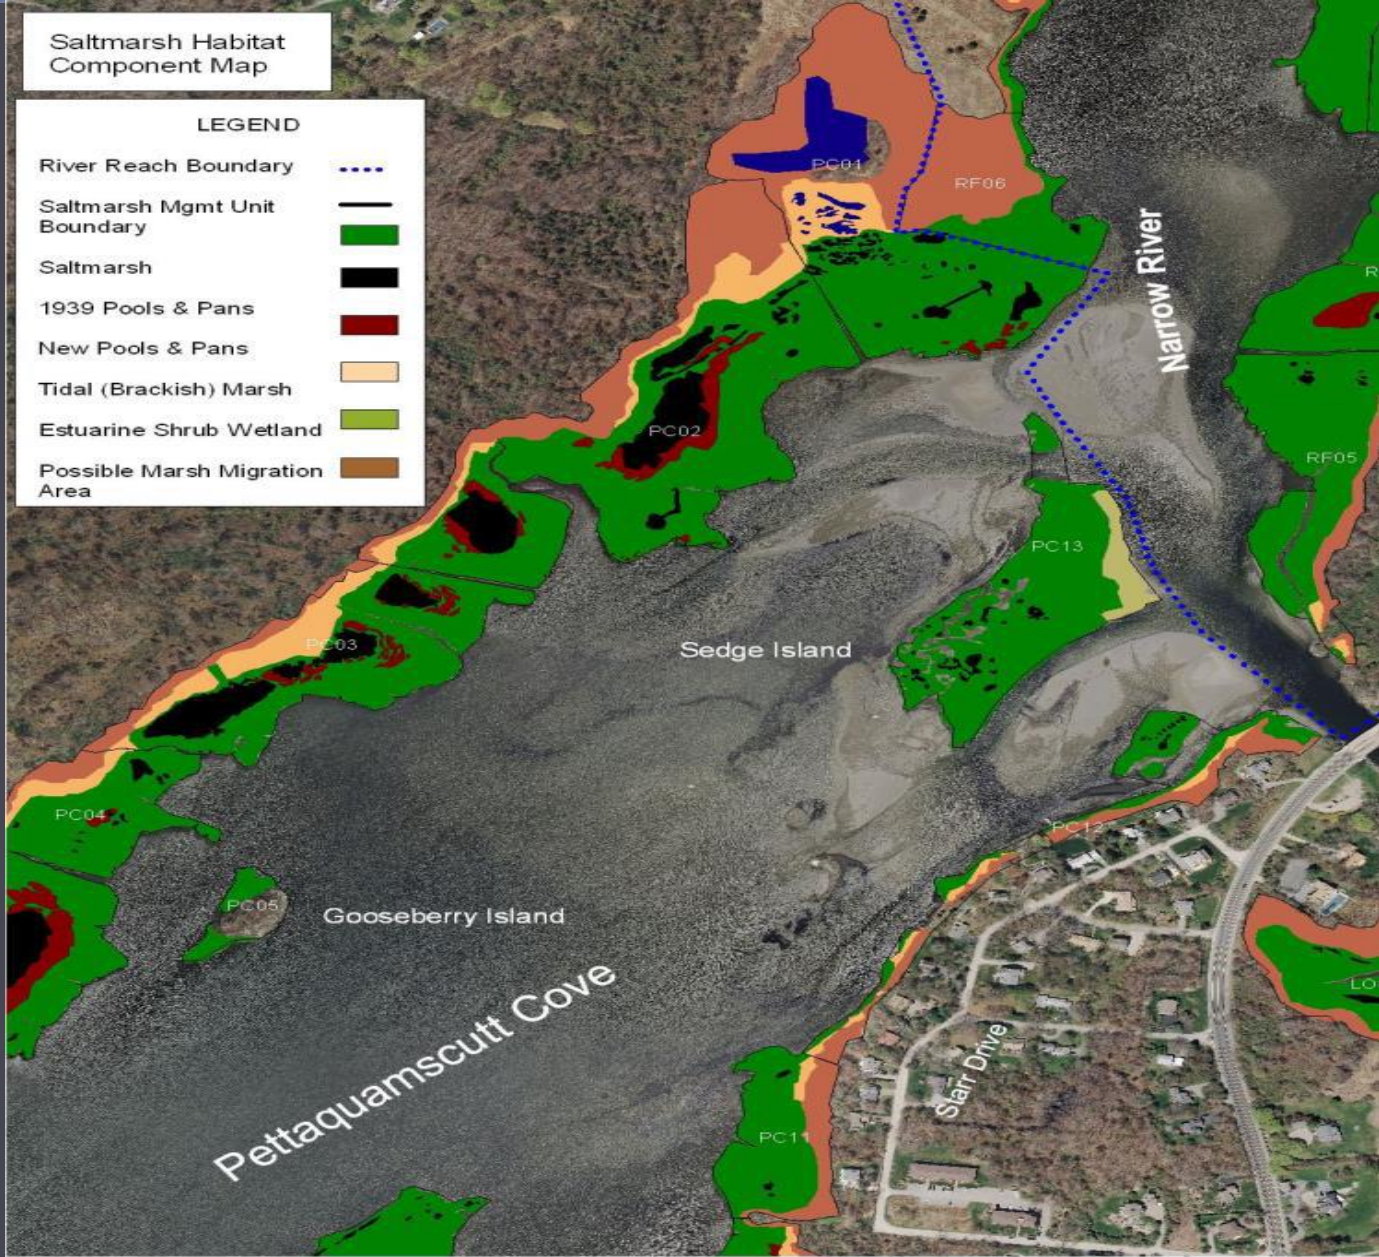 Saltmarsh Habitat
Component Map
LEGEND
River Reach Boundary
Saltmarsh Mgmt Unit
Boundary
Saltmarsh
1939 Pools & Pans
New Pools & Pans
Tidal (Brackish) Marsh
Estuarine Shrub Wetland
Possible Marsh Migration
Area
PC01
RF06
Narrow River
R
PC02
RF05
PC13
PC03
Sedge Island
PC04
PC12
PC05
Gooseberry Island
LO
Pettaquamscutt Cove
Starr Drive
PC11